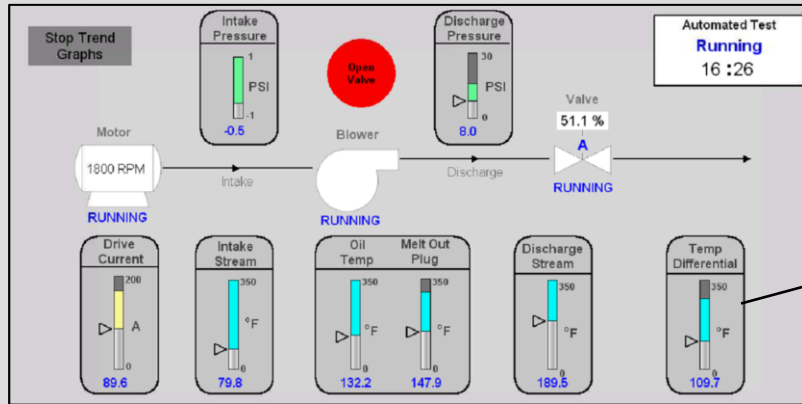 Stop Trend
Graphs
Intake
Pressure
1
PSI
-1
-0.5
Open
Valve
Discharge
Pressure
30
PSI
0
8.0
Automated Test
Running
16 :26
Motor
1800 RPM
RUNNING
Intake
Blower
RUNNING
Discharge
Valve
51.1 %
A
RUNNING
Drive
Current
200
A
0
89.6
Intake
Stream
350
°F
0
79.8
Oil
Temp
350
°F
0
132.2
Melt Out
Plug
350
°F
0
147.9
Discharge
Stream
350
°F
0
189.5
Temp
Differential
350
°F
0
109.7